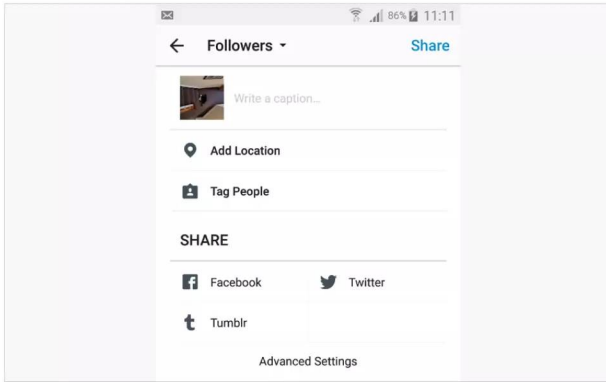 86% 11:11
Followers
Share
Write a caption...
Add Location
Tag People
SHARE
Facebook
Twitter
Tumblr
Advanced Settings